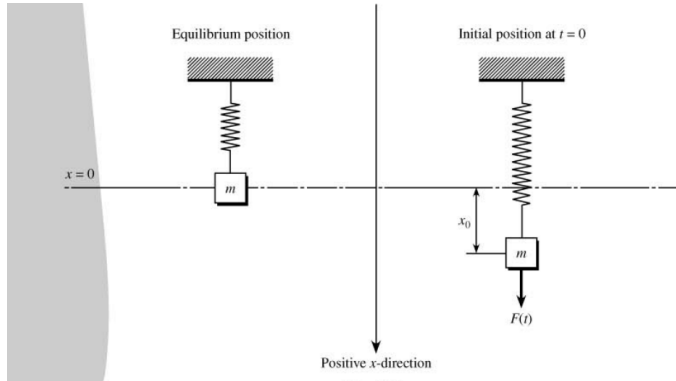 Equilibrium position
Initial position at t = 0
x = 0
m
x₀
m
F(t)
Positive x-direction